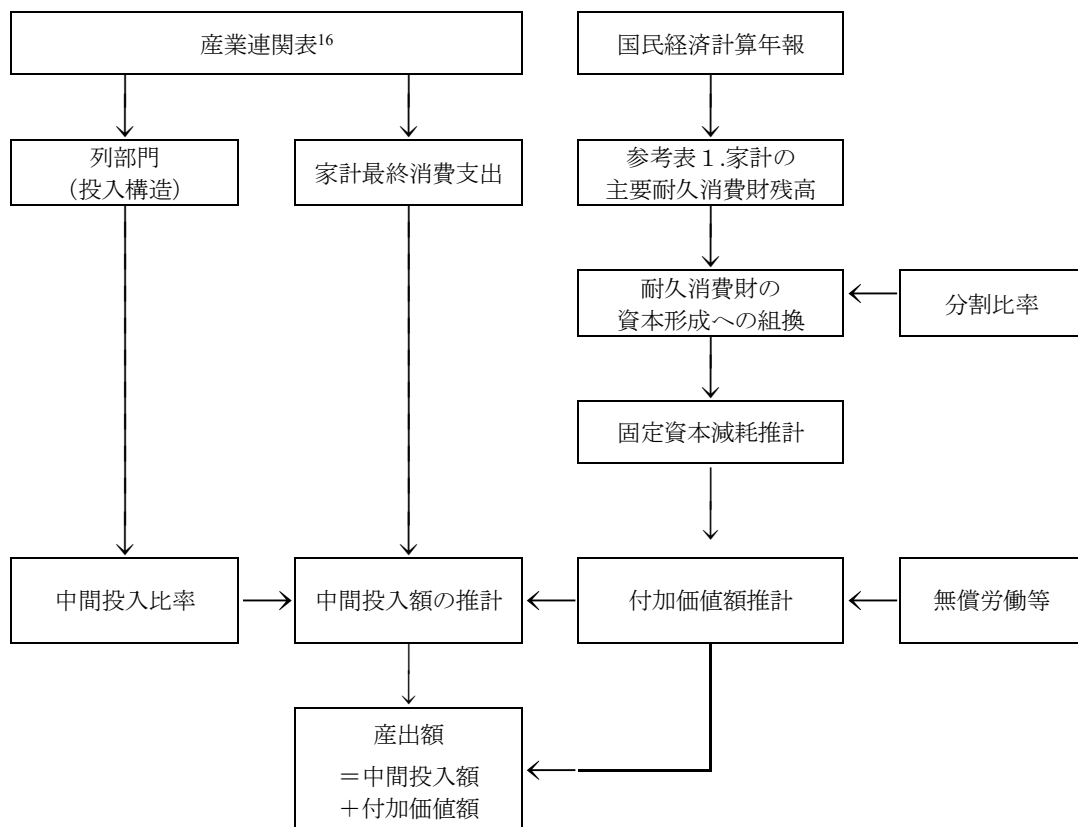 産業連関表16
国民経済計算年報
列部門
（投入構造）
家計最終消費支出
参考表１.家計の
主要耐久消費財残高
耐久消費財の
資本形成への組換
分割比率
固定資本減耗推計
中間投入比率
中間投入額の推計
付加価値額推計
無償労働等
産出額
＝中間投入額
＋付加価値額